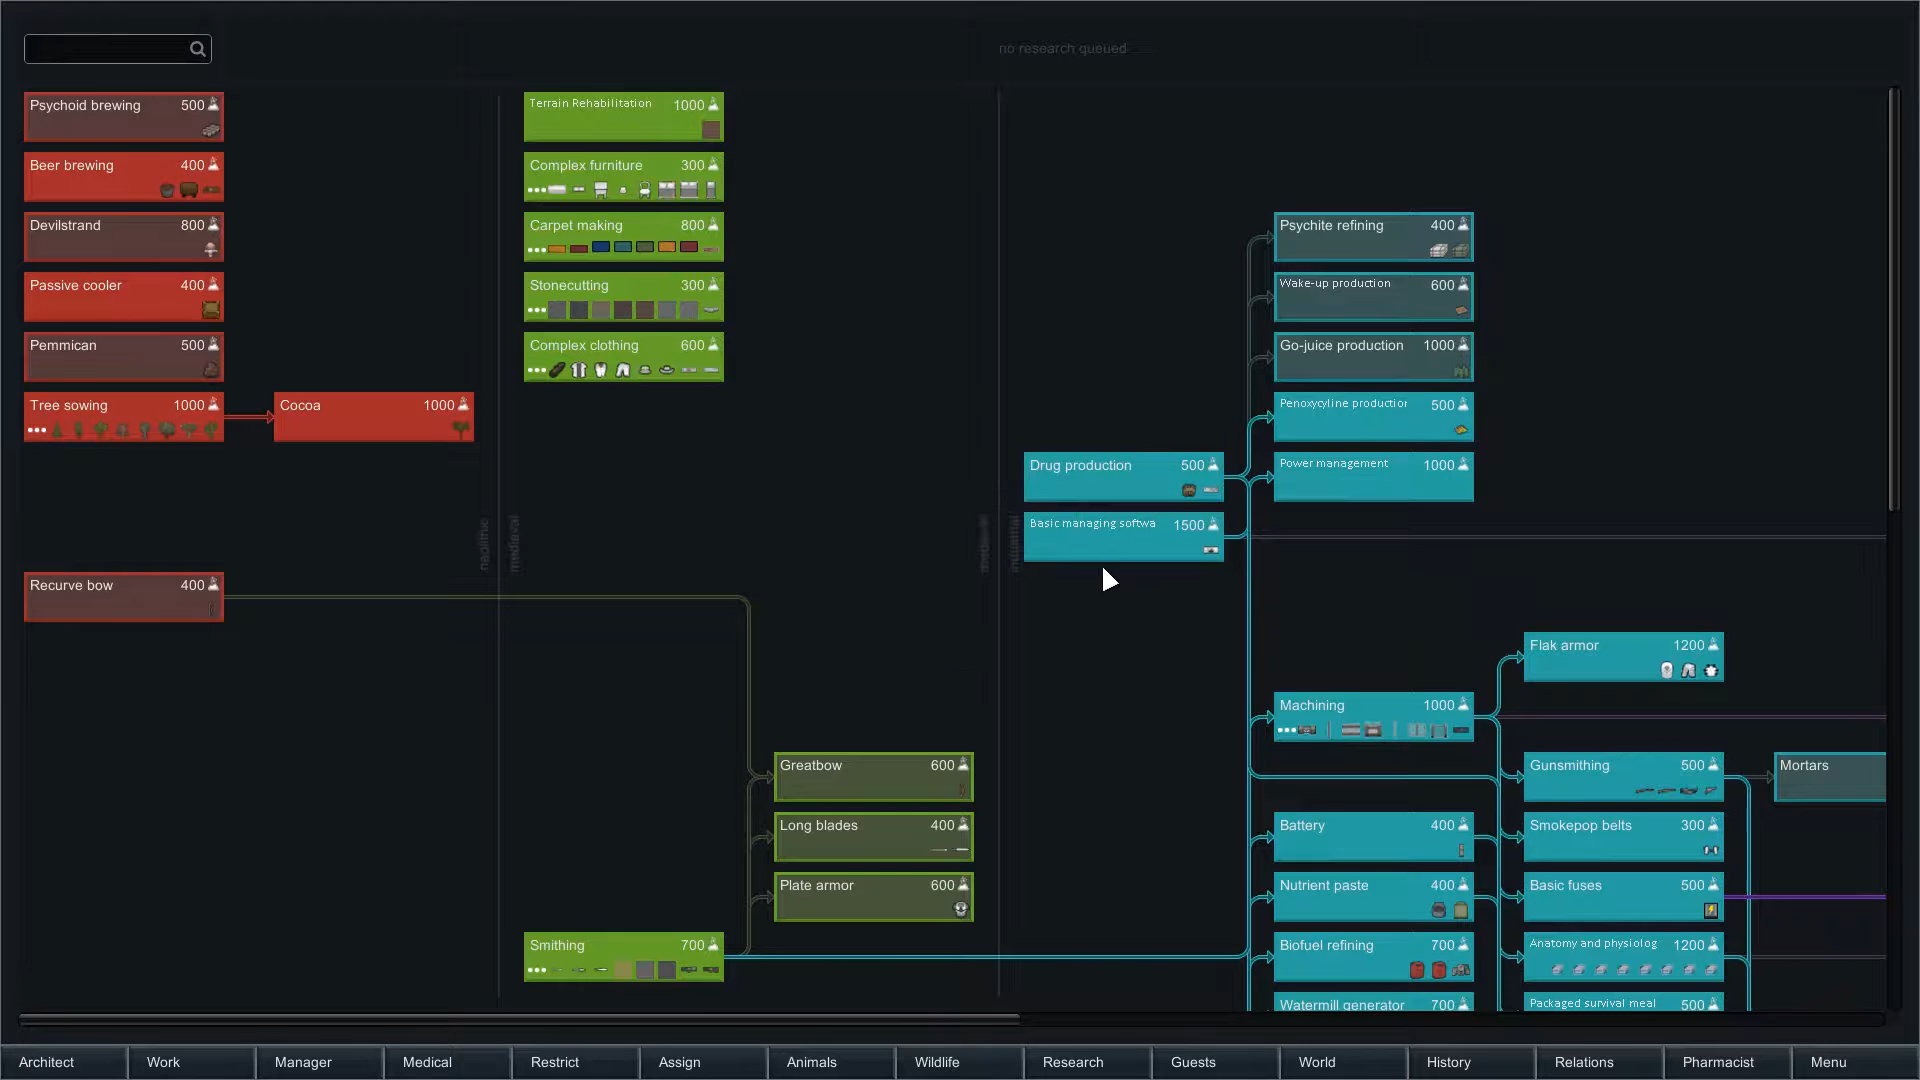 no research queued
Psychoid brewing 500
Beer brewing 400
Devilstrand 800
Passive cooler 400
Pemmican 500
Tree sowing 1000
Cocoa 1000
Recurve bow 400
neolithic
medieval
Terrain Rehabilitation 1000
Complex furniture 300
Carpet making 800
Stonecutting 300
Complex clothing 600
Greatbow 600
Long blades 400
Plate armor 600
Smithing 700
medieval
industrial
Drug production 500
Basic managing softwa 1500
Psychite refining 400
Wake-up production 600
Go-juice production 1000
Penoxycyline production 500
Power management 1000
Machining 1000
Battery 400
Nutrient paste 400
Biofuel refining 700
Watermill generator 700
Flak armor 1200
Gunsmithing 500
Smokepop belts 300
Basic fuses 500
Anatomy and physiolog 1200
Packaged survival meal 500
Mortars
Architect Work Manager Medical Restrict Assign Animals Wildlife Research Guests World History Relations Pharmacist Menu